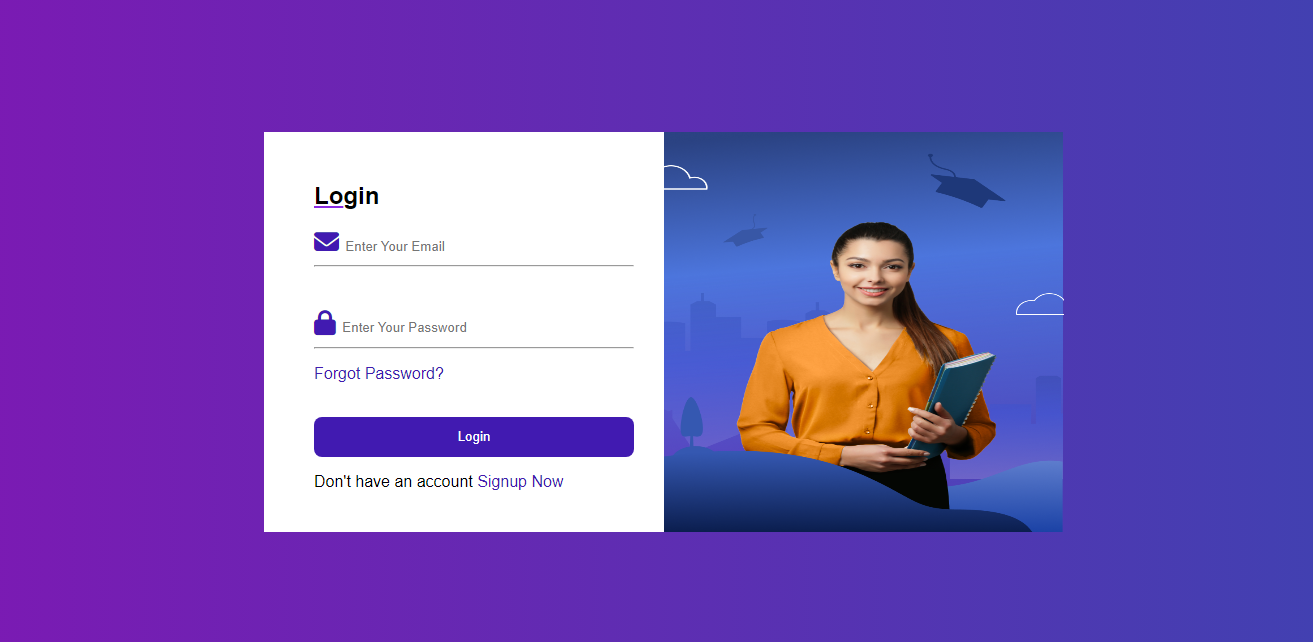 Login
Enter Your Email
Enter Your Password
Forgot Password?
Login
Don't have an account Signup Now